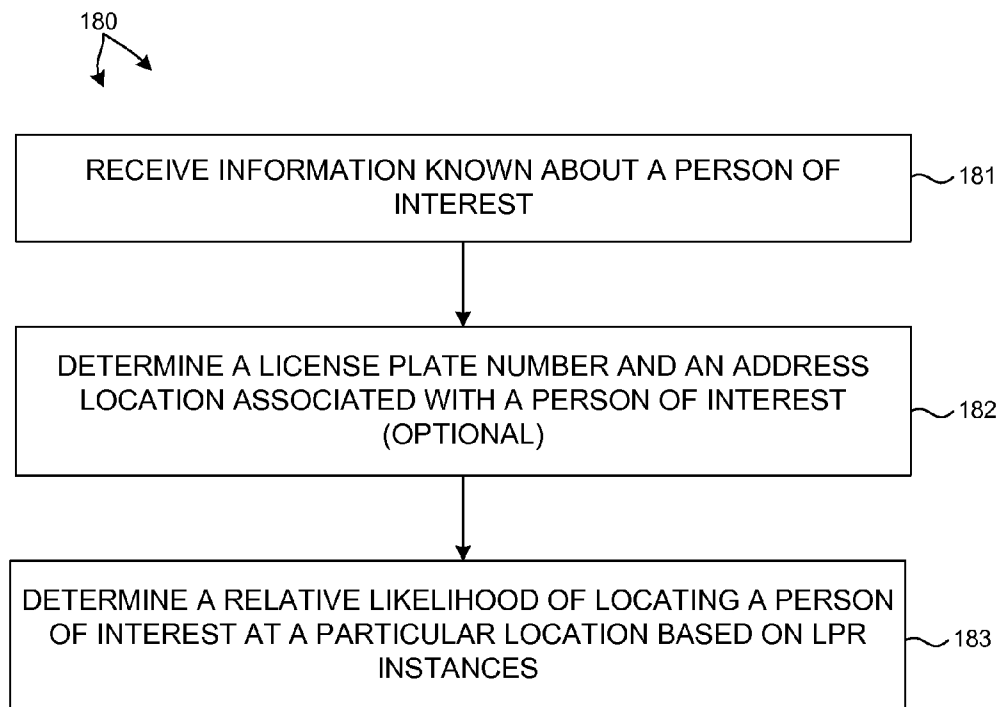 180
RECEIVE INFORMATION KNOWN ABOUT A PERSON OF
INTEREST
181
DETERMINE A LICENSE PLATE NUMBER AND AN ADDRESS
LOCATION ASSOCIATED WITH A PERSON OF INTEREST
(OPTIONAL)
182
DETERMINE A RELATIVE LIKELIHOOD OF LOCATING A PERSON
OF INTEREST AT A PARTICULAR LOCATION BASED ON LPR
INSTANCES
183